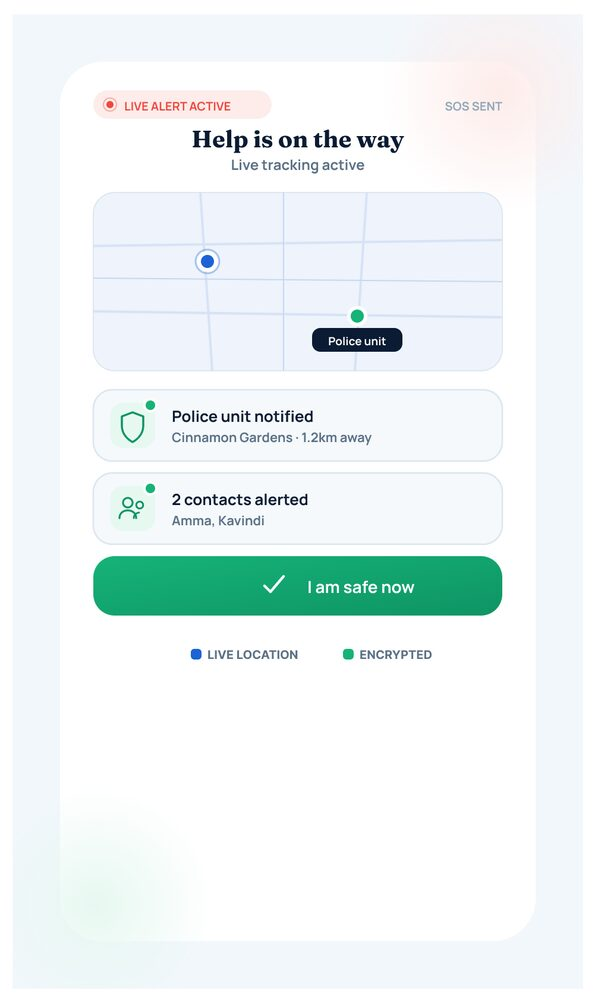 LIVE ALERT ACTIVE
SOS SENT
Help is on the way
Live tracking active
Police unit
Police unit notified
Cinnamon Gardens · 1.2km away
2 contacts alerted
Amma, Kavindi
I am safe now
LIVE LOCATION
ENCRYPTED